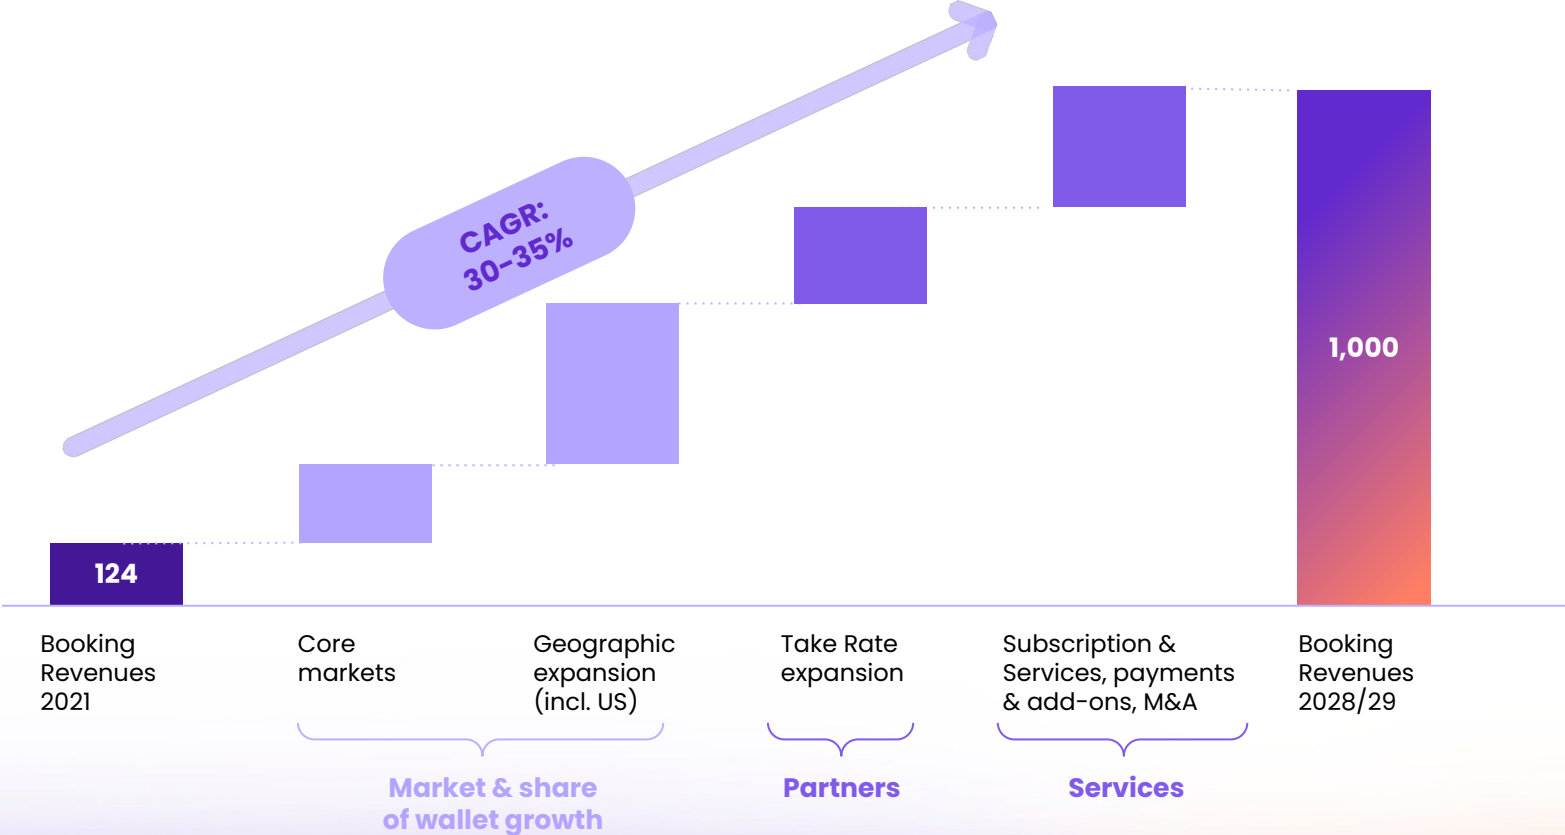 CAGR:
30-35%
1,000
124
Booking
Revenues
2021
Core
markets
Geographic
expansion
(incl. US)
Take Rate
expansion
Subscription &
Services, payments
& add-ons, M&A
Booking
Revenues
2028/29
Market & share
of wallet growth
Partners
Services